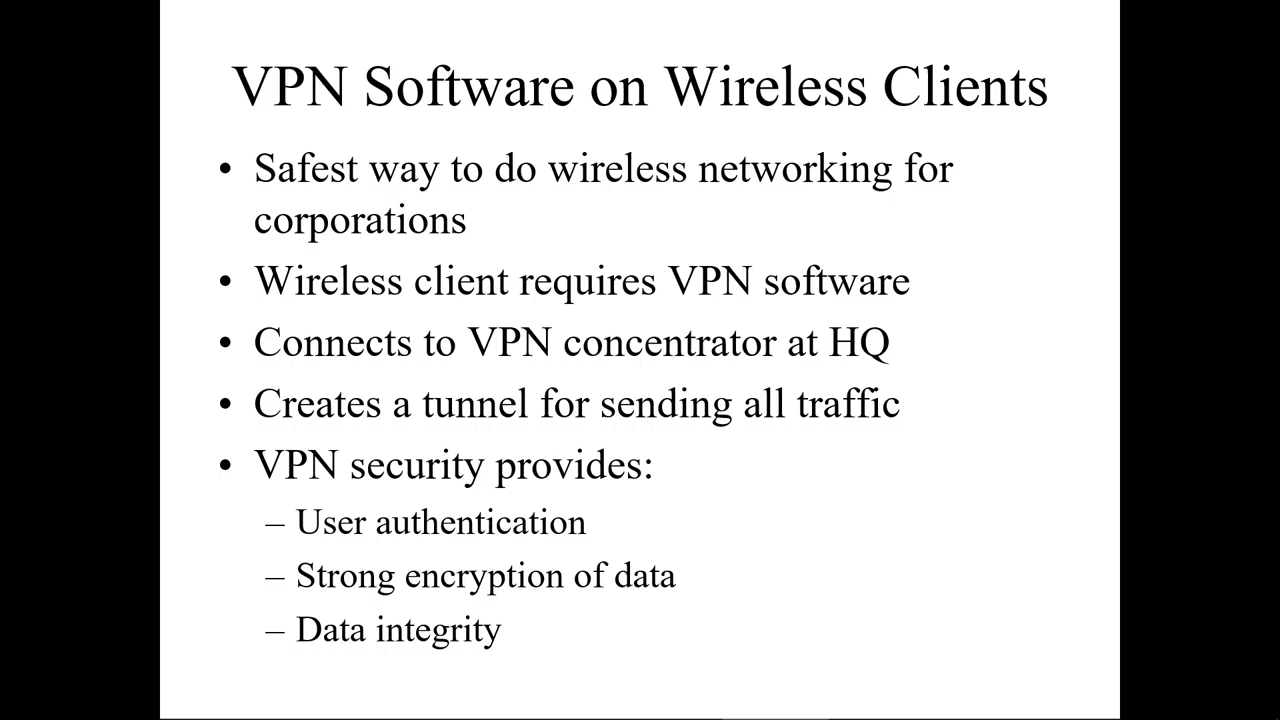 VPN Software on Wireless Clients
• Safest way to do wireless networking for
corporations
• Wireless client requires VPN software
• Connects to VPN concentrator at HQ
• Creates a tunnel for sending all traffic
• VPN security provides:
– User authentication
– Strong encryption of data
– Data integrity